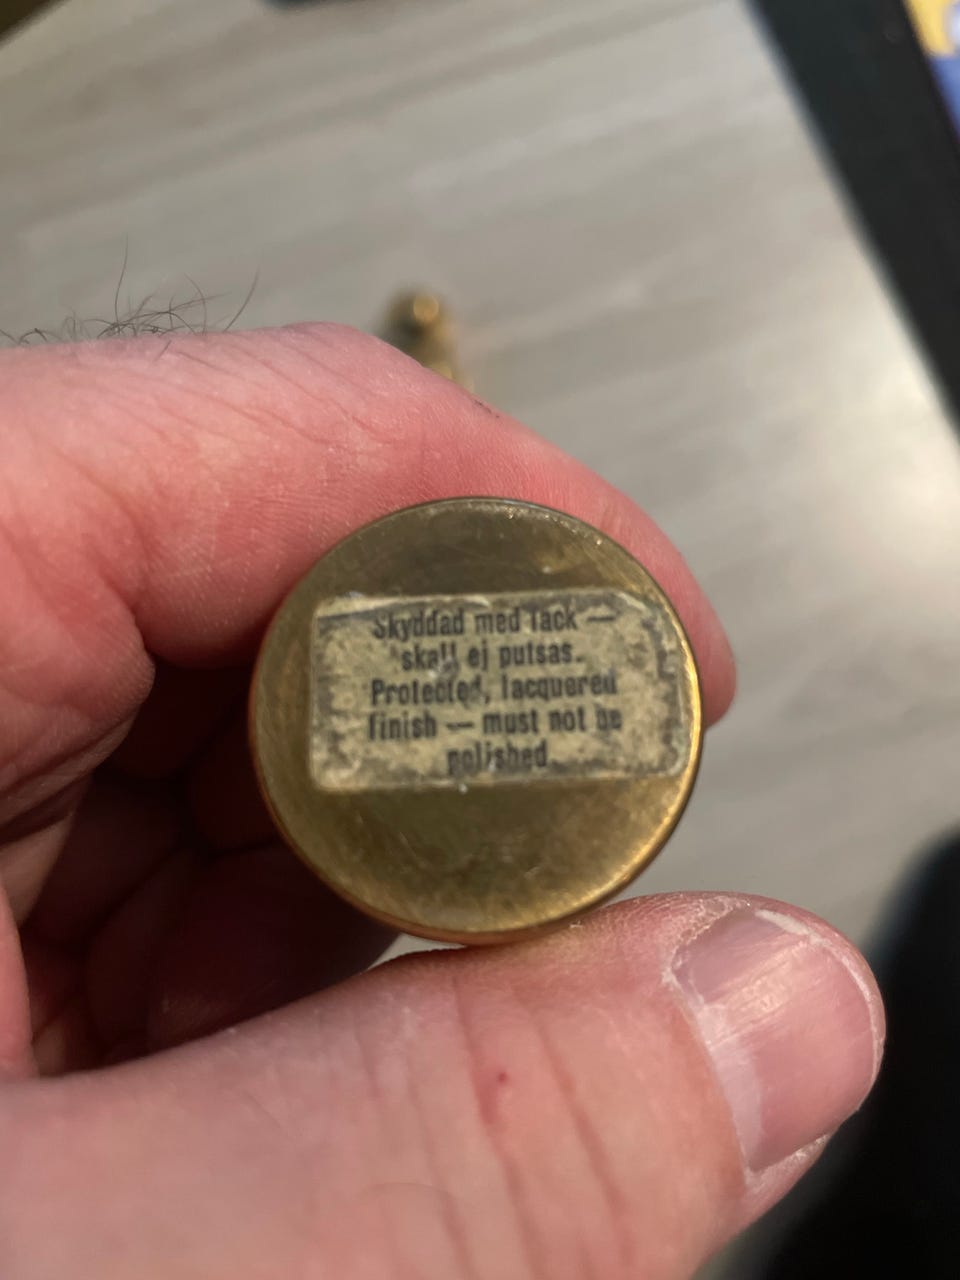 Skyddad med lack —
skall ej putsas.
Protected, lacquered
finish — must not be
polished.